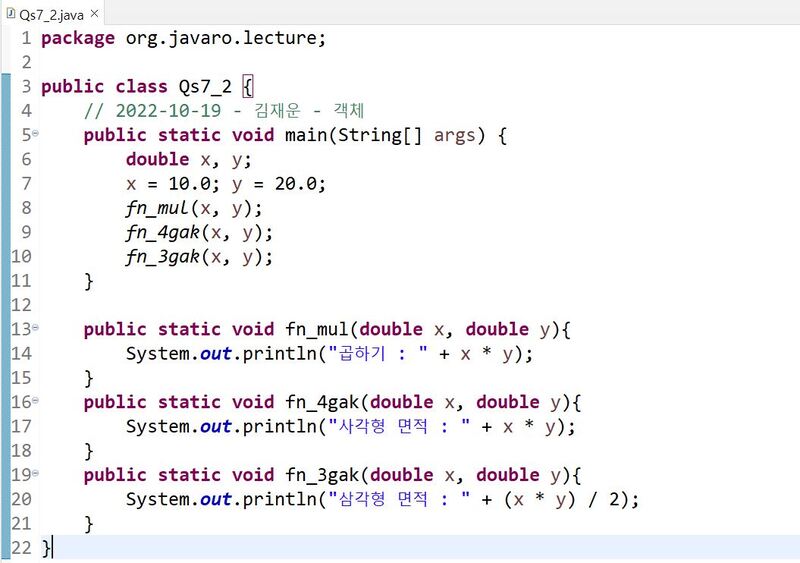 Qs7_2.java
1 package org.javaro.lecture;
2
3 public class Qs7_2 {
4 // 2022-10-19 - 김재운 - 객체
5 public static void main(String[] args) {
6 double x, y;
7 x = 10.0; y = 20.0;
8 fn_mul(x, y);
9 fn_4gak(x, y);
10 fn_3gak(x, y);
11 }
12
13 public static void fn_mul(double x, double y){
14 System.out.println("곱하기 : " + x * y);
15 }
16 public static void fn_4gak(double x, double y){
17 System.out.println("사각형 면적 : " + x * y);
18 }
19 public static void fn_3gak(double x, double y){
20 System.out.println("삼각형 면적 : " + (x * y) / 2);
21 }
22 }